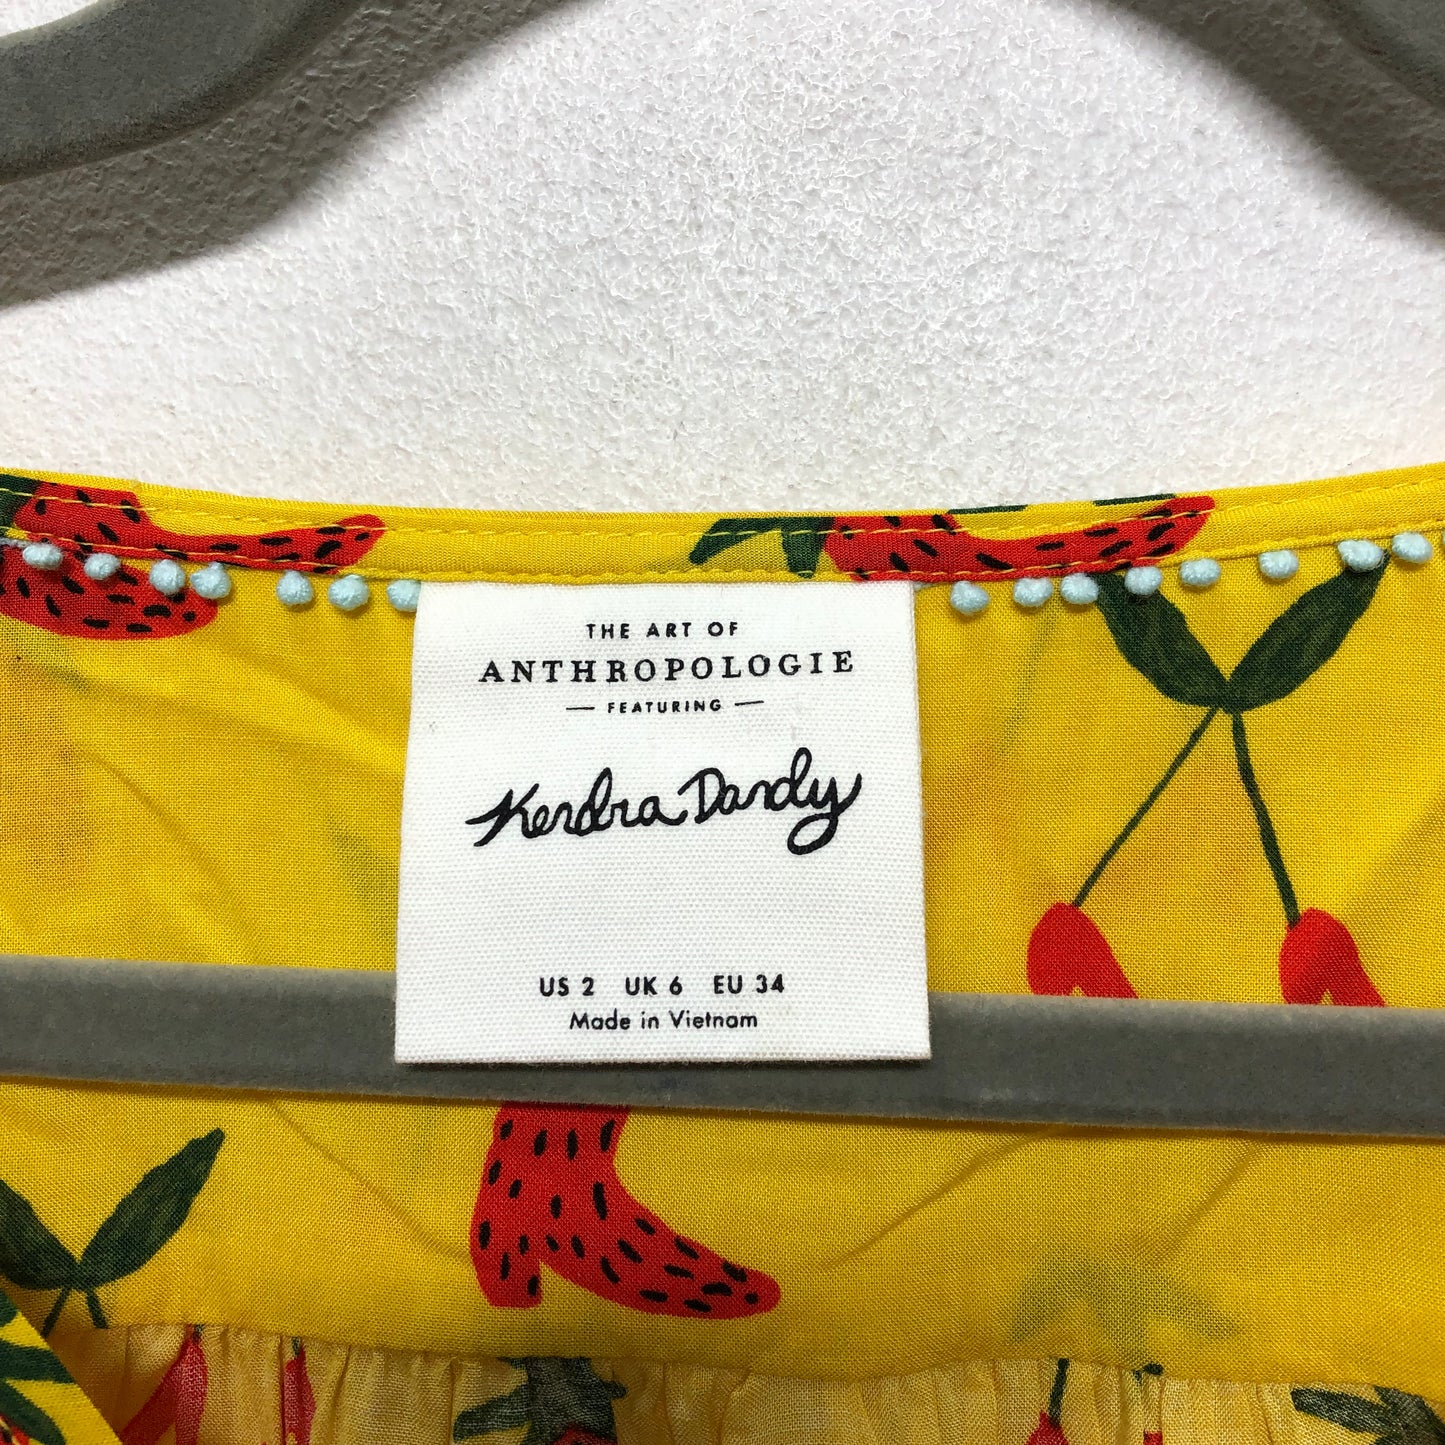 THE ART OF
ANTHROPOLOGIE
— FEATURING —
Kendra Dandy
US 2 UK 6 EU 34
Made in Vietnam